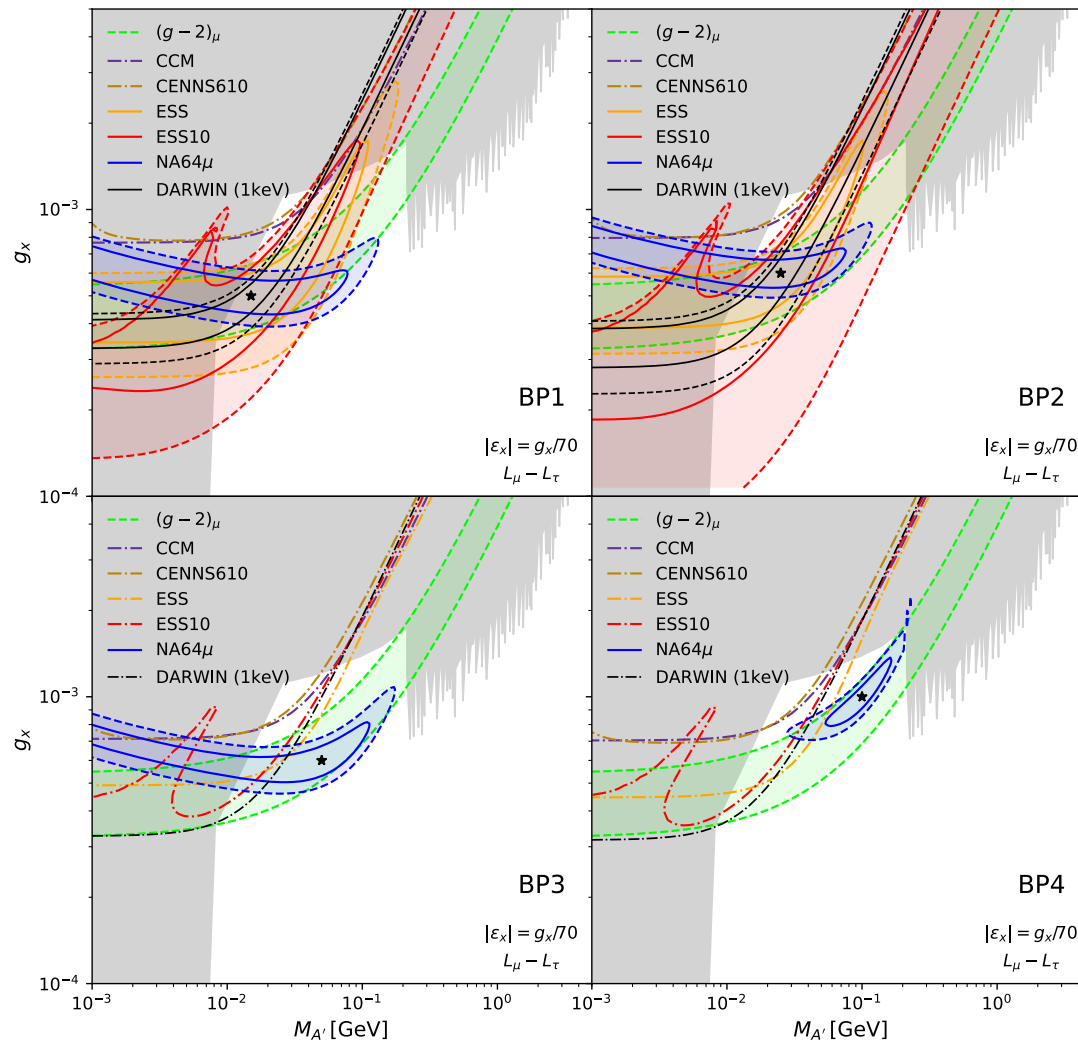 (g − 2)μ
CCM
CENNS610
ESS
ESS10
NA64μ
DARWIN (1keV)
BP1
|εₓ| = gₓ/70
Lμ − Lτ
10⁻³
10⁻⁴
gₓ
(g − 2)μ
CCM
CENNS610
ESS
ESS10
NA64μ
DARWIN (1keV)
BP2
|εₓ| = gₓ/70
Lμ − Lτ
(g − 2)μ
CCM
CENNS610
ESS
ESS10
NA64μ
DARWIN (1keV)
BP3
|εₓ| = gₓ/70
Lμ − Lτ
10⁻³
10⁻⁴
gₓ
10⁻³
10⁻²
10⁻¹
10⁰
M_A′ [GeV]
(g − 2)μ
CCM
CENNS610
ESS
ESS10
NA64μ
DARWIN (1keV)
BP4
|εₓ| = gₓ/70
Lμ − Lτ
10⁻³
10⁻²
10⁻¹
10⁰
M_A′ [GeV]